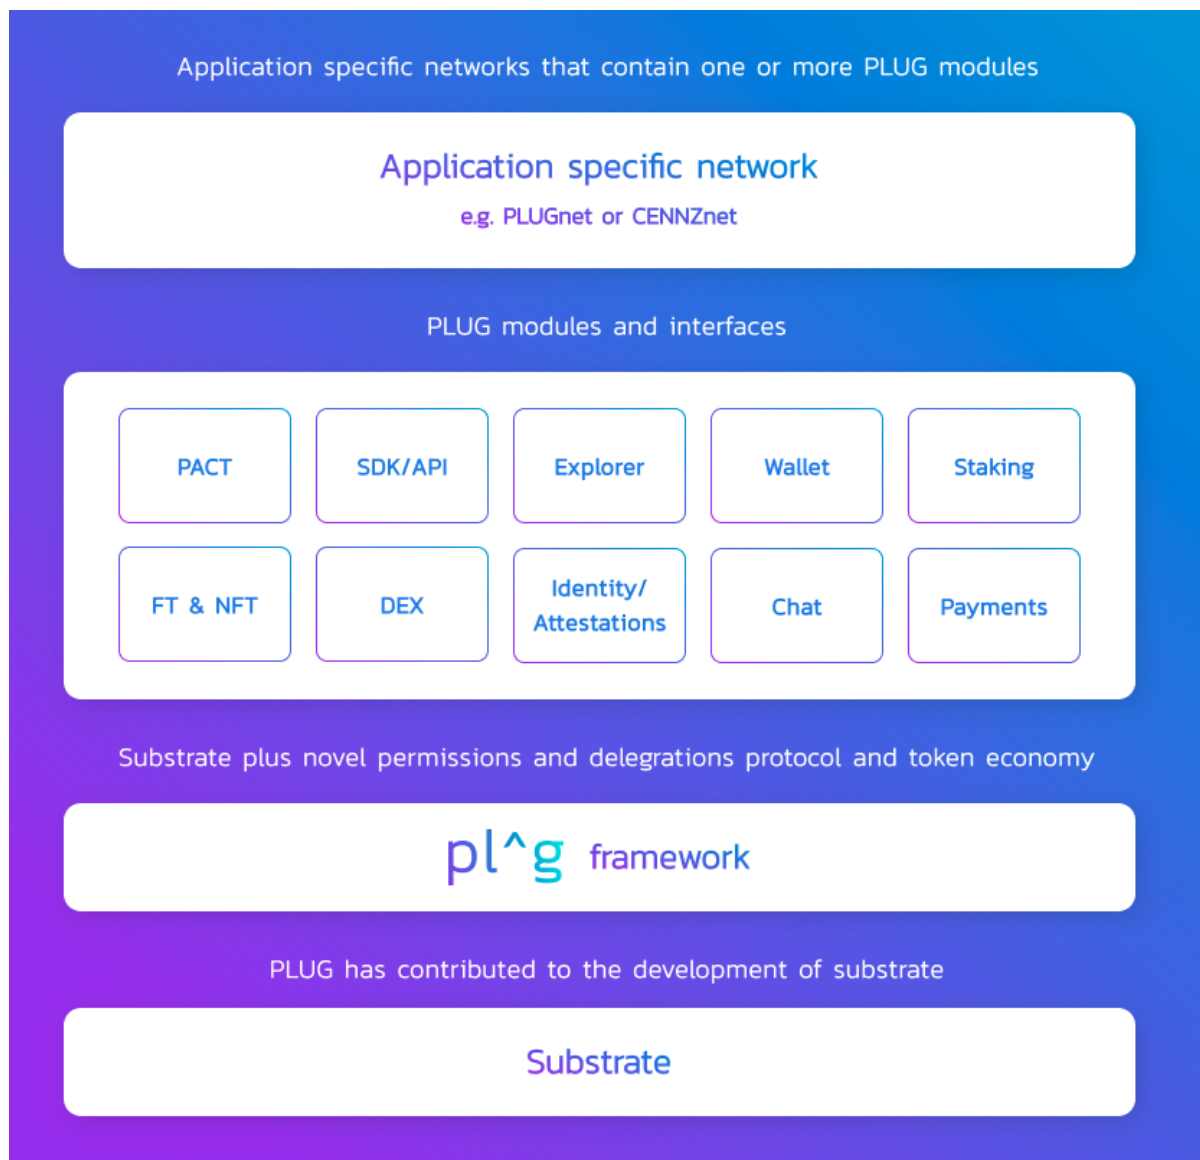 Application specific networks that contain one or more PLUG modules
Application specific network
e.g. PLUGnet or CENNZnet
PLUG modules and interfaces
PACT
SDK/API
Explorer
Wallet
Staking
FT & NFT
DEX
Identity/
Attestations
Chat
Payments
Substrate plus novel permissions and delegrations protocol and token economy
pl^g framework
PLUG has contributed to the development of substrate
Substrate